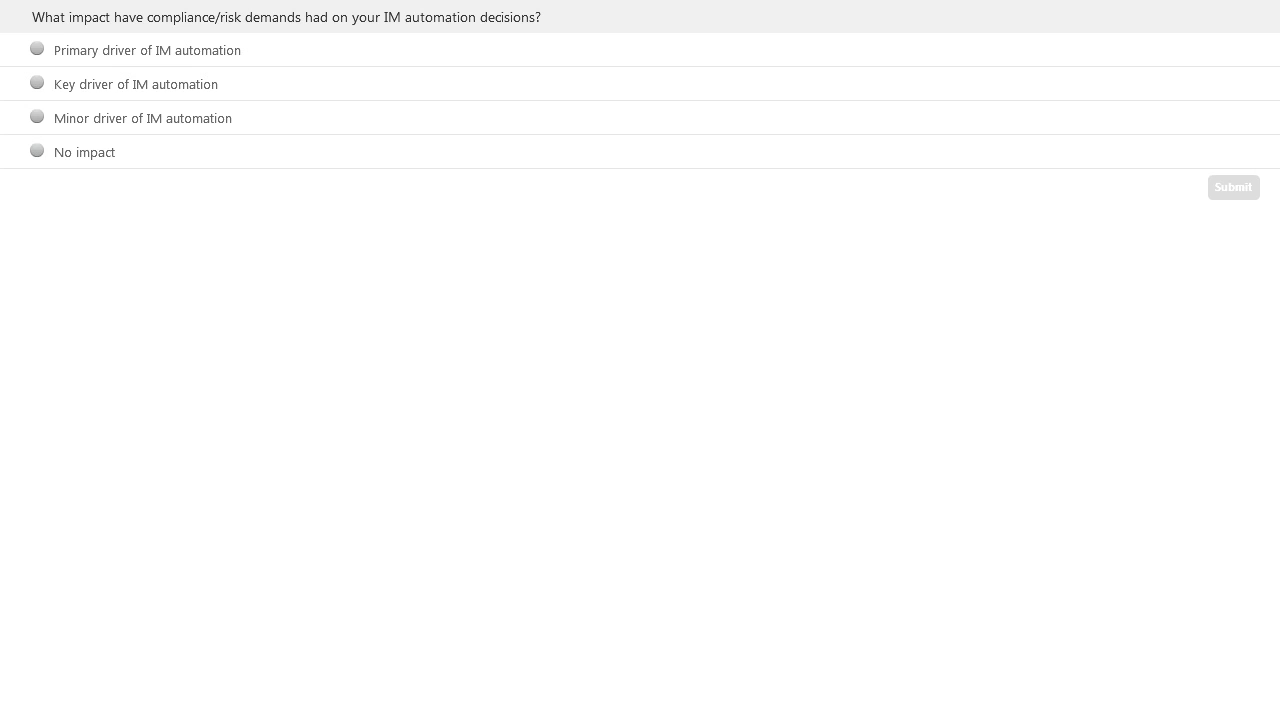 What impact have compliance/risk demands had on your IM automation decisions?
Primary driver of IM automation
Key driver of IM automation
Minor driver of IM automation
No impact
Submit